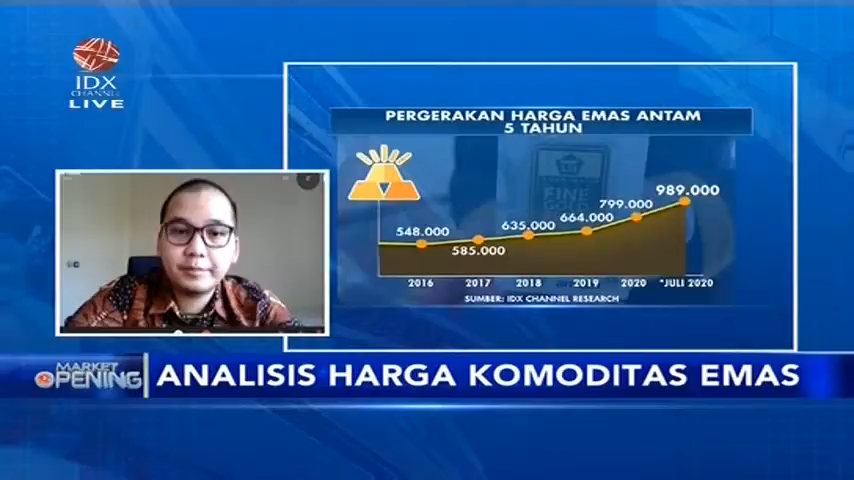 IDX
CHANNEL
LIVE
PERGERAKAN HARGA EMAS ANTAM
5 TAHUN
FINE
GOLD
989.000
799.000
664.000
635.000
548.000
585.000
2016 2017 2018 2019 2020 *JULI 2020
SUMBER: IDX CHANNEL RESEARCH
MARKET
OPENING
ANALISIS HARGA KOMODITAS EMAS